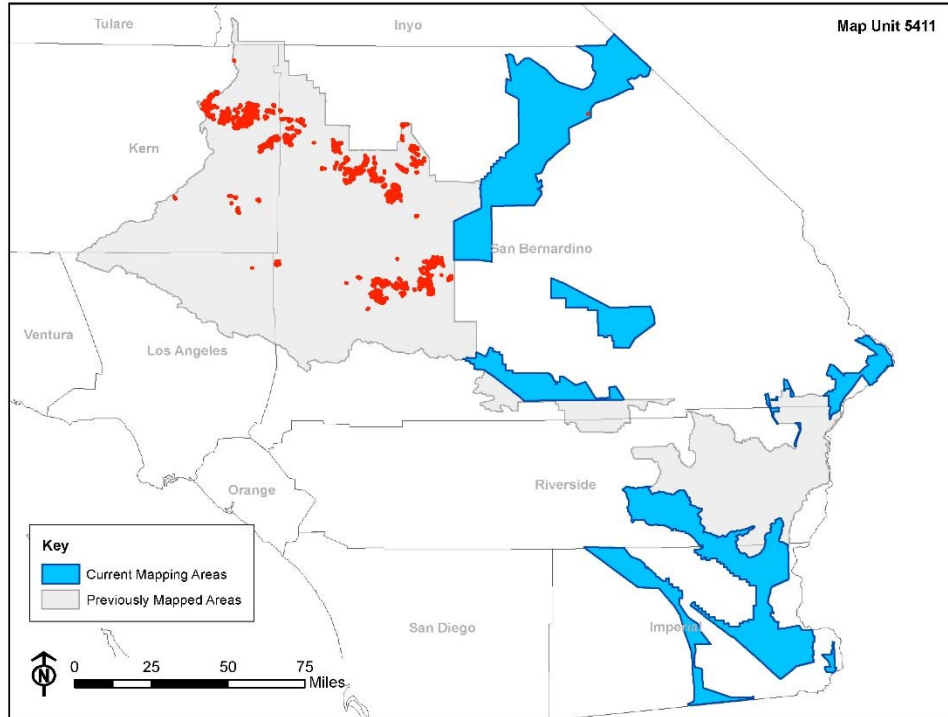 Tulare
Inyo
Map Unit 5411
Kern
San Bernardino
Ventura
Los Angeles
Orange
Riverside
Key
Current Mapping Areas
Previously Mapped Areas
San Diego
Imperial
N
0 25 50 75
Miles